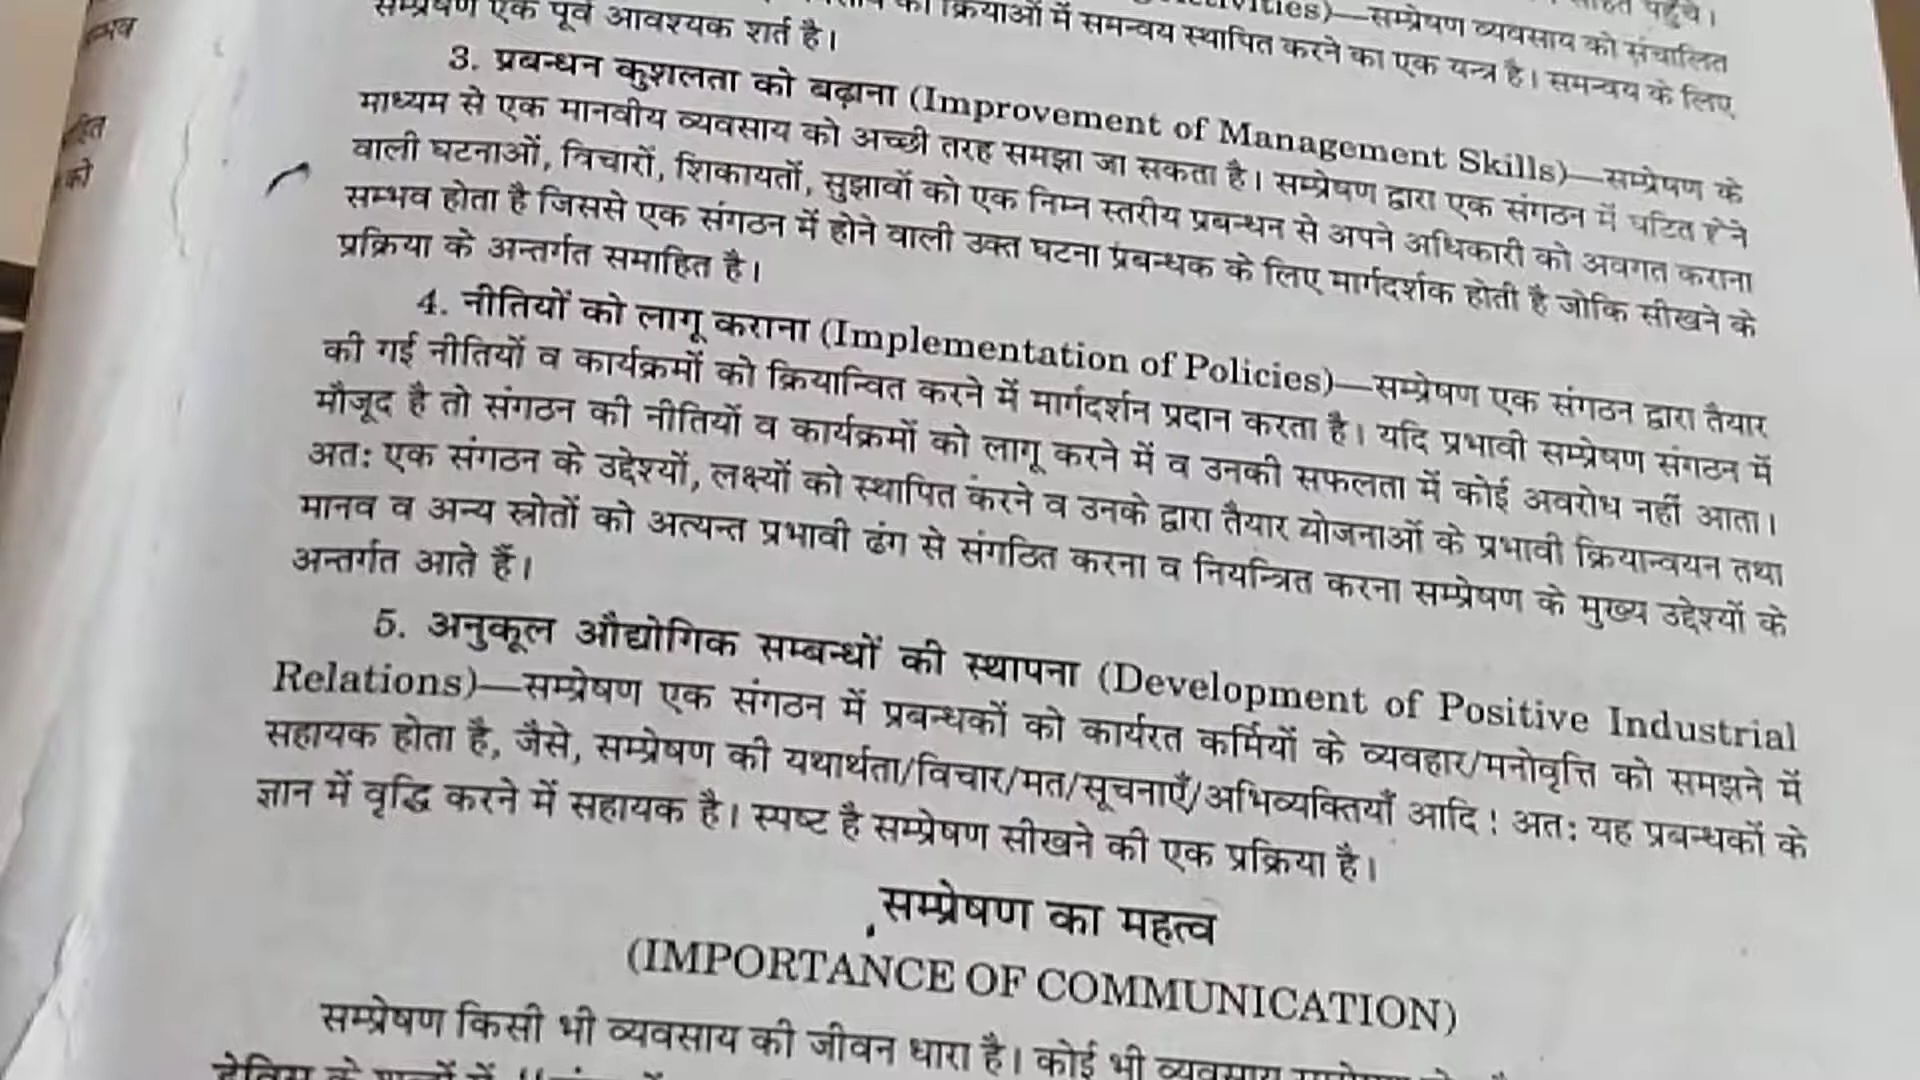 सम्भव
हित
को
पहुँचे।
सम्प्रेषण व्यवसाय को संचालित
की क्रियाओं में समन्वय स्थापित करने का एक यन्त्र है। समन्वय के लिए
सम्प्रेषण एक पूर्व आवश्यक शर्त है।
3. प्रबन्धन कुशलता को बढ़ाना (Improvement of Management Skills)—सम्प्रेषण के
माध्यम से एक मानवीय व्यवसाय को अच्छी तरह समझा जा सकता है। सम्प्रेषण द्वारा एक संगठन में घटित होने
वाली घटनाओं, विचारों, शिकायतों, सुझावों को एक निम्न स्तरीय प्रबन्धन से अपने अधिकारी को अवगत कराना
सम्भव होता है जिससे एक संगठन में होने वाली उक्त घटना प्रबन्धक के लिए मार्गदर्शक होती है जोकि सीखने के
प्रक्रिया के अन्तर्गत समाहित है।
4. नीतियों को लागू कराना (Implementation of Policies)—सम्प्रेषण एक संगठन द्वारा तैयार
की गई नीतियों व कार्यक्रमों को क्रियान्वित करने में मार्गदर्शन प्रदान करता है। यदि प्रभावी सम्प्रेषण संगठन में
मौजूद है तो संगठन की नीतियों व कार्यक्रमों को लागू करने में व उनकी सफलता में कोई अवरोध नहीं आता।
अतः एक संगठन के उद्देश्यों, लक्ष्यों को स्थापित करने व उनके द्वारा तैयार योजनाओं के प्रभावी क्रियान्वयन तथा
मानव व अन्य स्रोतों को अत्यन्त प्रभावी ढंग से संगठित करना व नियन्त्रित करना सम्प्रेषण के मुख्य उद्देश्यों के
अन्तर्गत आते हैं।
5. अनुकूल औद्योगिक सम्बन्धों की स्थापना (Development of Positive Industrial
Relations)—सम्प्रेषण एक संगठन में प्रबन्धकों को कार्यरत कर्मियों के व्यवहार/मनोवृत्ति को समझने में
सहायक होता है, जैसे, सम्प्रेषण की यथार्थता/विचार/मत/सूचनाएँ/अभिव्यक्तियाँ आदि ! अतः यह प्रबन्धकों के
ज्ञान में वृद्धि करने में सहायक है। स्पष्ट है सम्प्रेषण सीखने की एक प्रक्रिया है।
सम्प्रेषण का महत्व
(IMPORTANCE OF COMMUNICATION)
सम्प्रेषण किसी भी व्यवसाय की जीवन धारा है। कोई भी व्यवसाय